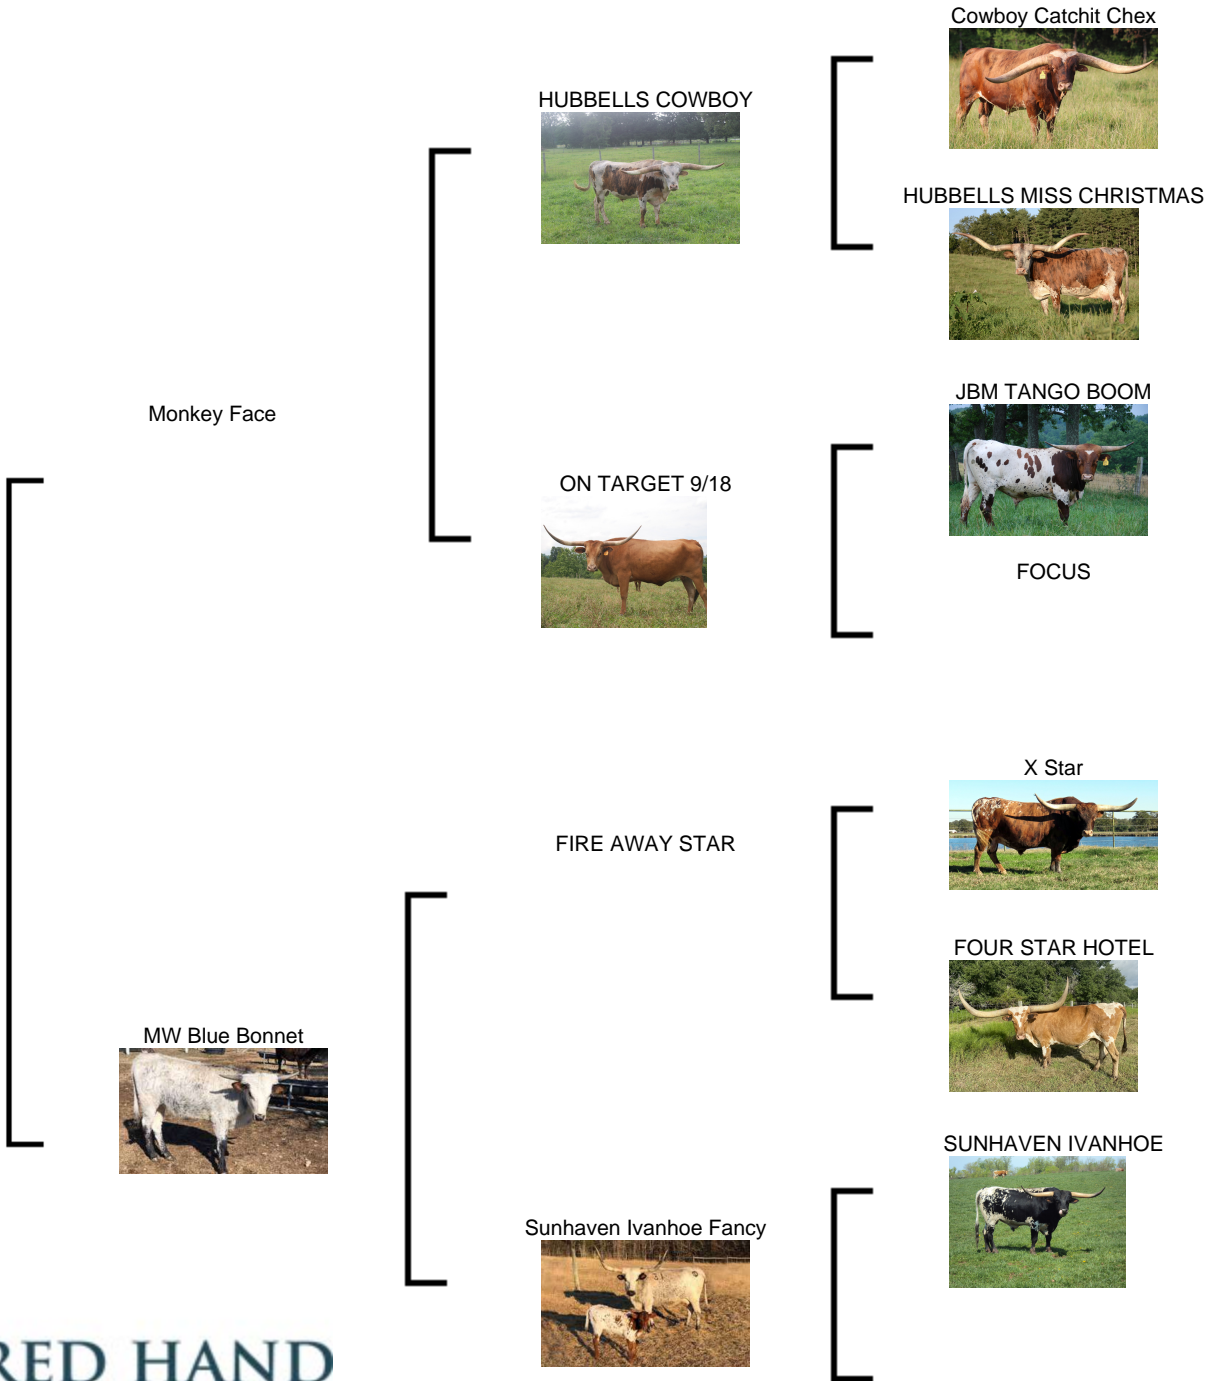 Cowboy Catchit Chex
HUBBELLS COWBOY
HUBBELLS MISS CHRISTMAS
JBM TANGO BOOM
Monkey Face
ON TARGET 9/18
FOCUS
X Star
FIRE AWAY STAR
FOUR STAR HOTEL
MW Blue Bonnet
SUNHAVEN IVANHOE
Sunhaven Ivanhoe Fancy
RED HAND